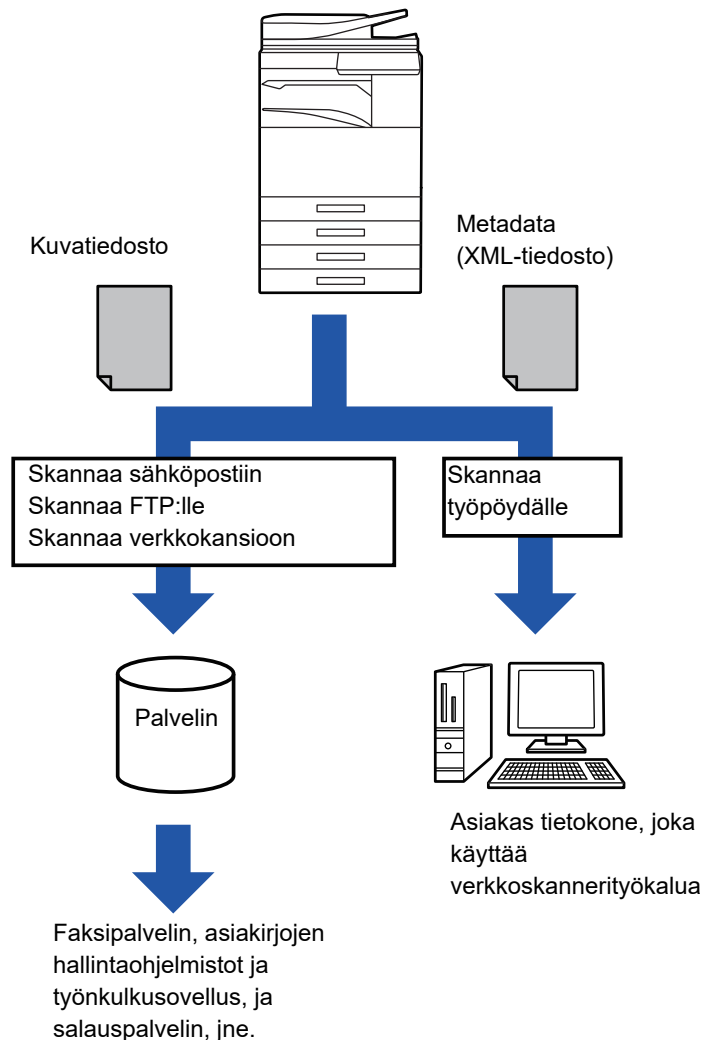 Kuvatiedosto
Metadata
(XML-tiedosto)
Skannaa sähköpostiin
Skannaa FTP:lle
Skannaa verkkokansioon
Skannaa
työpöydälle
Palvelin
Asiakas tietokone, joka
käyttää
verkkoskannerityökalua
Faksipalvelin, asiakirjojen
hallintaohjelmistot ja
työnkulkusovellus, ja
salauspalvelin, jne.